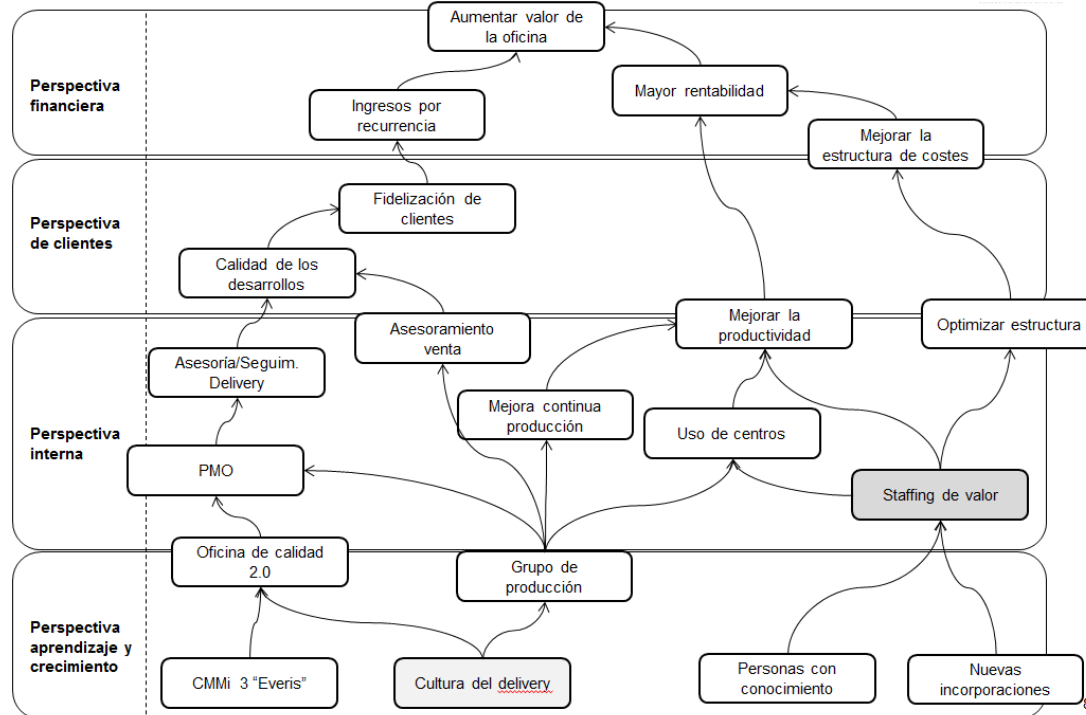 Aumentar valor de
la oficina
Perspectiva
financiera
Mayor rentabilidad
Ingresos por
recurrencia
Mejorar la
estructura de costes
Perspectiva
de clientes
Fidelización de
clientes
Calidad de los
desarrollos
Asesoramiento
venta
Mejorar la
productividad
Optimizar estructura
Asesoría/Seguim.
Delivery
Mejora continua
producción
Uso de centros
Perspectiva
interna
PMO
Staffing de valor
Oficina de calidad
2.0
Grupo de
producción
Perspectiva
aprendizaje y
crecimiento
CMMi 3 “Everis”
Cultura del delivery
Personas con
conocimiento
Nuevas
incorporaciones